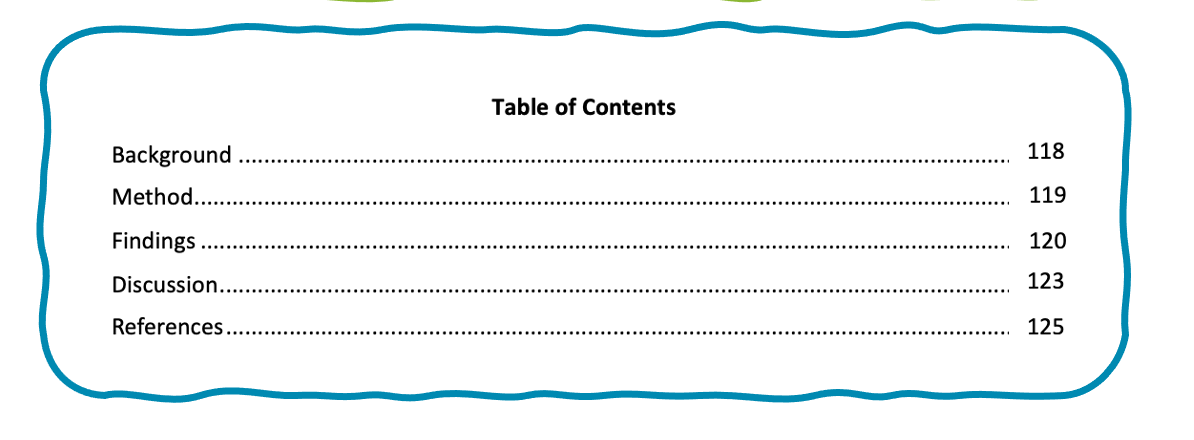 Table of Contents
Background ........................................................................................................................ 118
Method............................................................................................................................... 119
Findings .............................................................................................................................. 120
Discussion........................................................................................................................... 123
References.......................................................................................................................... 125